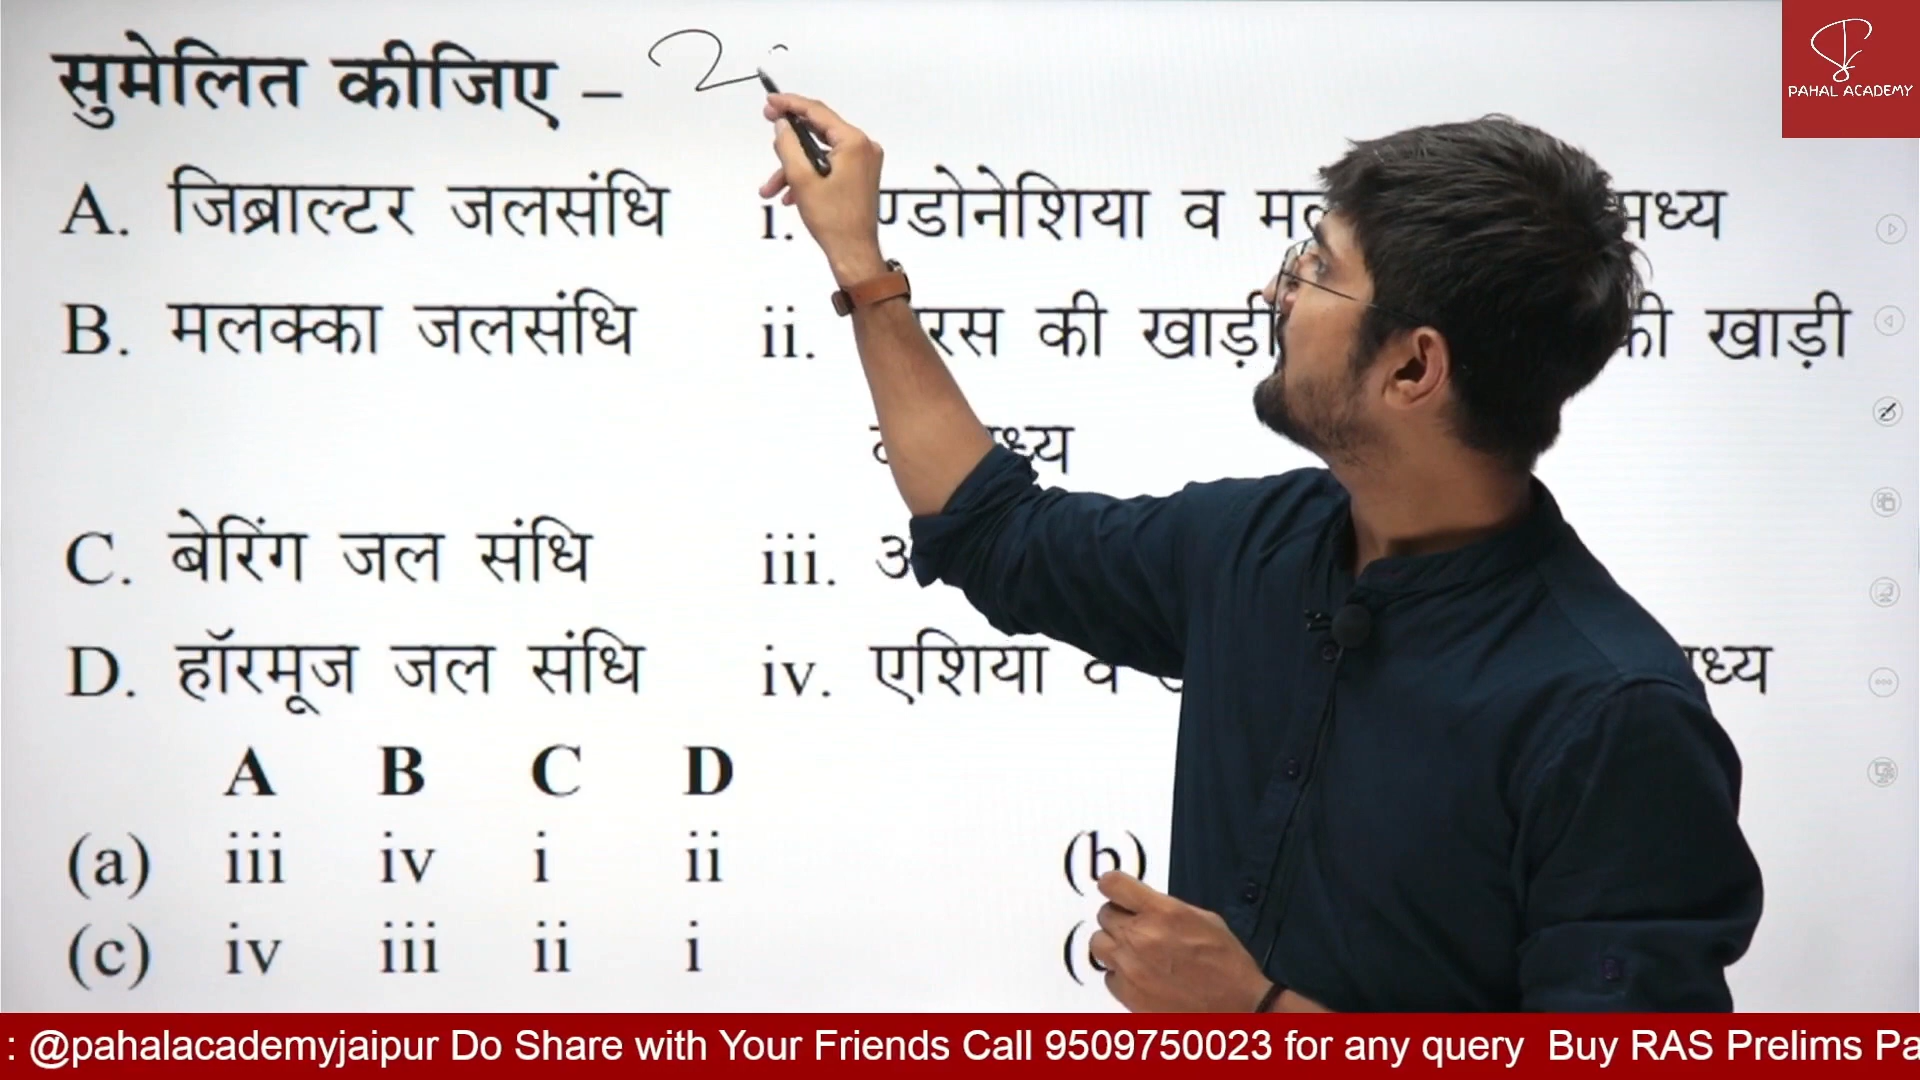 PAHAL ACADEMY
सुमेलित कीजिए –
A. जिब्राल्टर जलसंधि i. व मध्य
B. मलक्का जलसंधि ii. की खाड़ी की खाड़ी
C. बेरिंग जल संधि iii.
D. हॉरमूज जल संधि iv. एशिया व
A B C D
(a) iii iv i ii (b)
(c) iv iii ii i
: @pahalacademyjaipur Do Share with Your Friends Call 9509750023 for any query Buy RAS Prelims